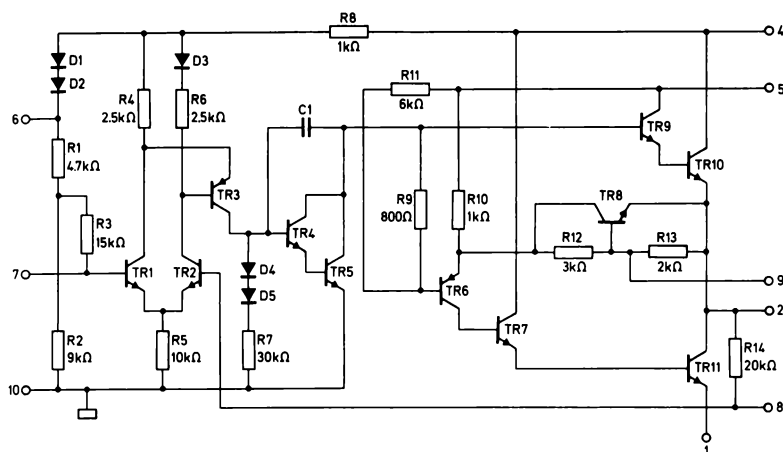 R8
1kΩ
4
D1
D2
D3
R4
2.5kΩ
R6
2.5kΩ
R11
6kΩ
5
C1
6
TR9
R1
4.7kΩ
TR10
TR3
R9
800Ω
R10
1kΩ
TR8
R3
15kΩ
TR4
R12
3kΩ
R13
2kΩ
7
TR1
TR2
D4
TR5
TR6
9
D5
2
TR7
R2
9kΩ
R5
10kΩ
R7
30kΩ
R14
20kΩ
TR11
10
8
1